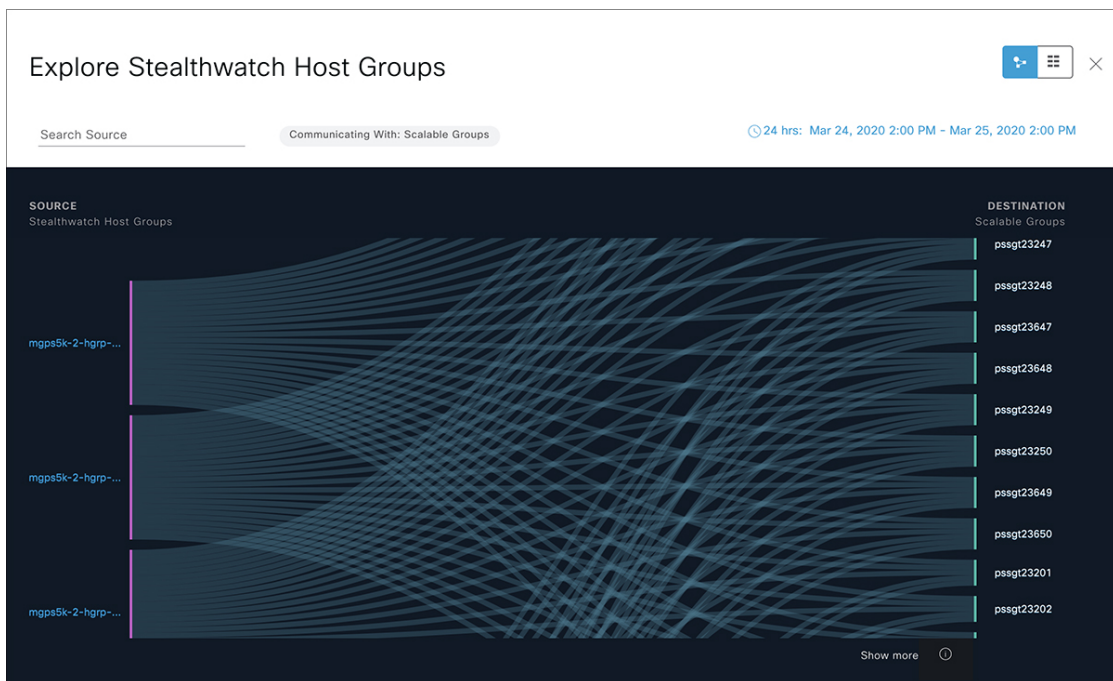 Explore Stealthwatch Host Groups
Search Source
Communicating With: Scalable Groups
24 hrs: Mar 24, 2020 2:00 PM - Mar 25, 2020 2:00 PM
SOURCE
Stealthwatch Host Groups
DESTINATION
Scalable Groups
mgps5k-2-hgrp-...
mgps5k-2-hgrp-...
mgps5k-2-hgrp-...
pssgt23247
pssgt23248
pssgt23647
pssgt23648
pssgt23249
pssgt23250
pssgt23649
pssgt23650
pssgt23201
pssgt23202
Show more